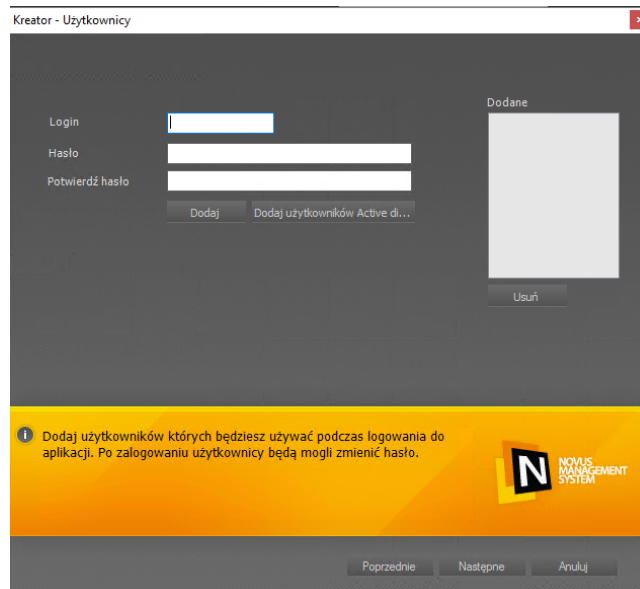 Kreator - Użytkownicy
Dodane
Login
Hasło
Potwierdź hasło
Dodaj
Dodaj użytkowników Active di...
Usuń
Dodaj użytkowników których będziesz używać podczas logowania do
aplikacji. Po zalogowaniu użytkownicy będą mogli zmienić hasło.
N
NOVUS
MANAGEMENT
SYSTEM
Poprzednie
Następne
Anuluj